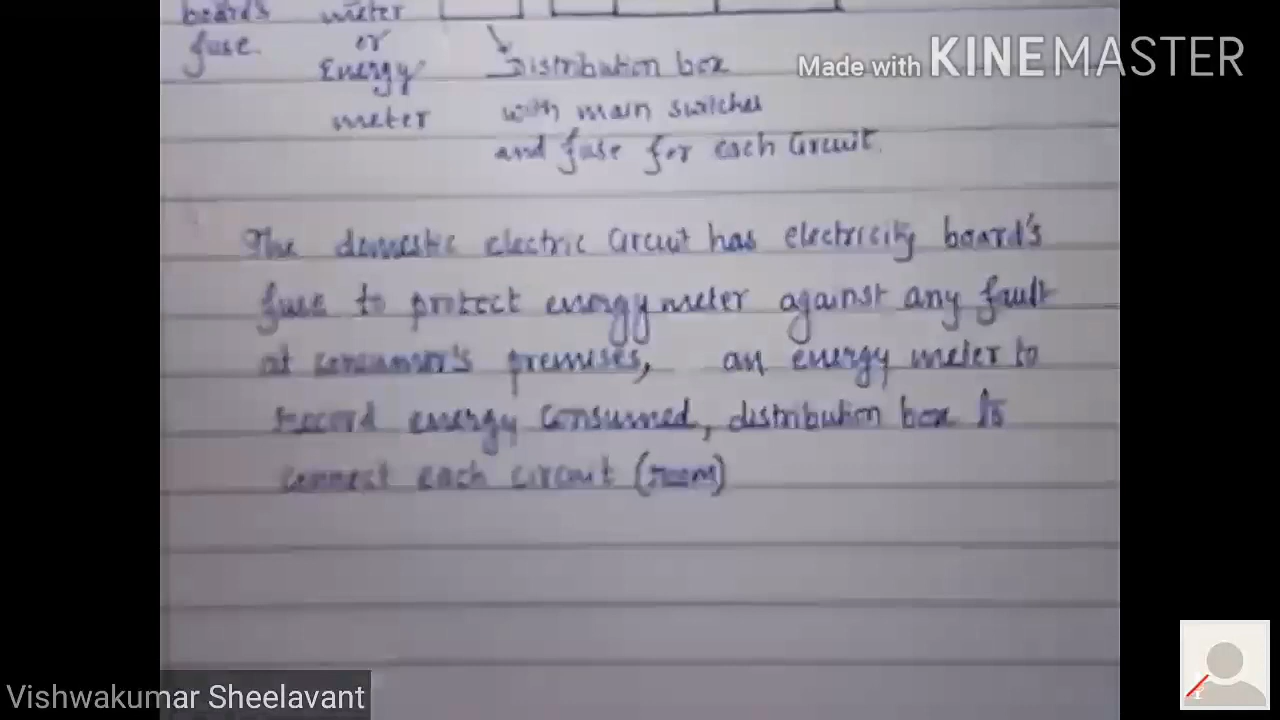 board's meter
fuse or
Energy
meter
Distribution box
with main switches
and fuse for each circuit.
Made with KINEMASTER
The domestic electric circuit has electricity board's
fuse to protect energy meter against any fault
at consumer's premises, an energy meter to
record energy consumed, distribution box to
connect each circuit (room)
Vishwakumar Sheelavant